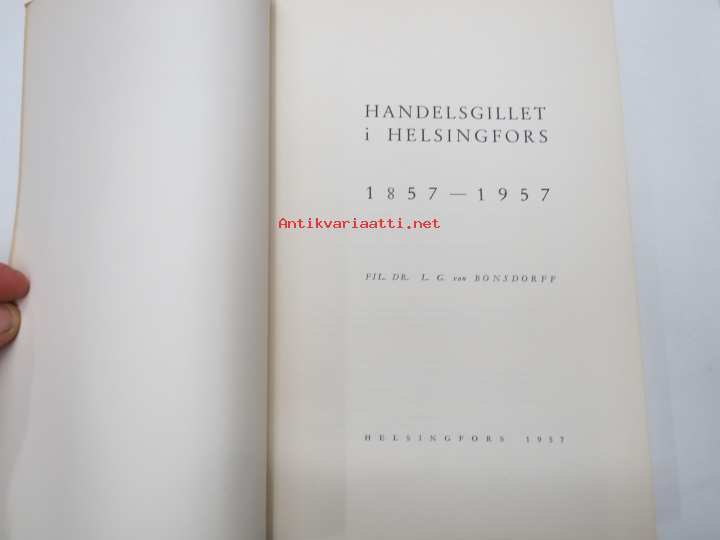 HANDELSGILLET
i HELSINGFORS
1857 — 1957
Antikvariaatti.net
FIL. DR. L. G. von BONSDORFF
HELSINGFORS 1957